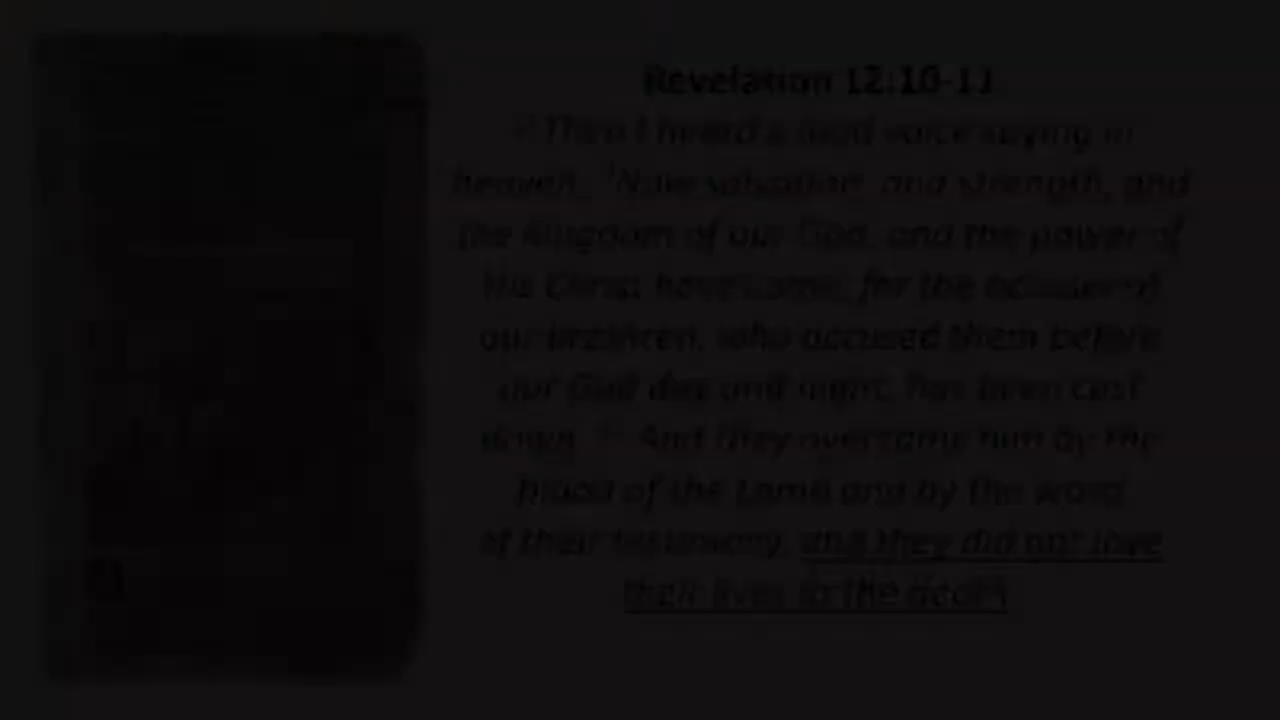 Revelation 12:10-11
Then I heard a loud voice saying in
heaven, "Now salvation, and strength, and
the kingdom of our God, and the power of
His Christ have come, for the accuser of
our brethren, who accused them before
our God day and night, has been cast
down. And they overcame him by the
blood of the Lamb and by the word
of their testimony, and they did not love
their lives to the death